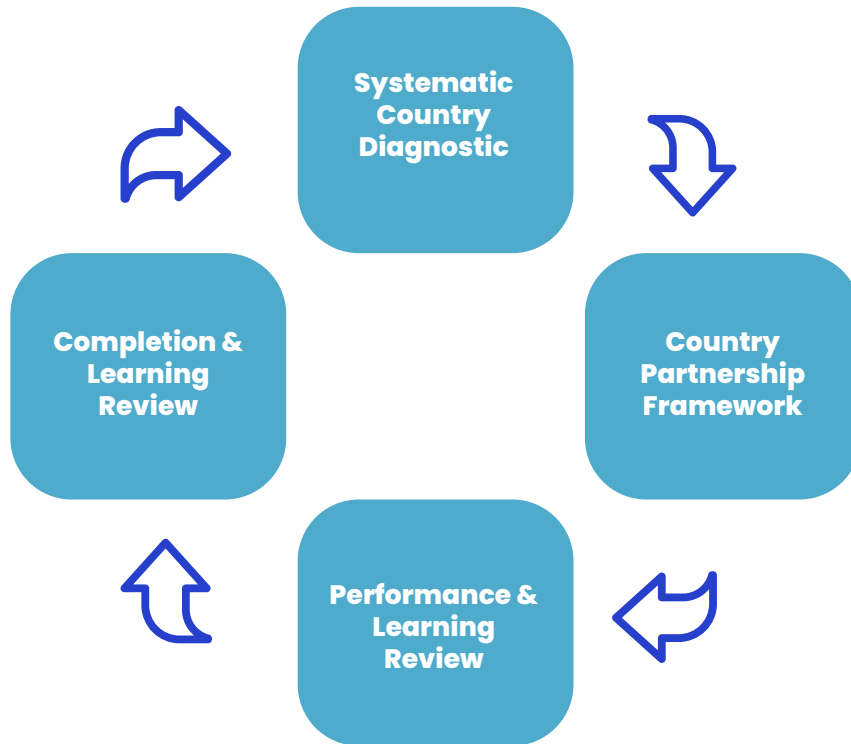 Systematic
Country
Diagnostic
Country
Partnership
Framework
Performance &
Learning
Review
Completion &
Learning
Review